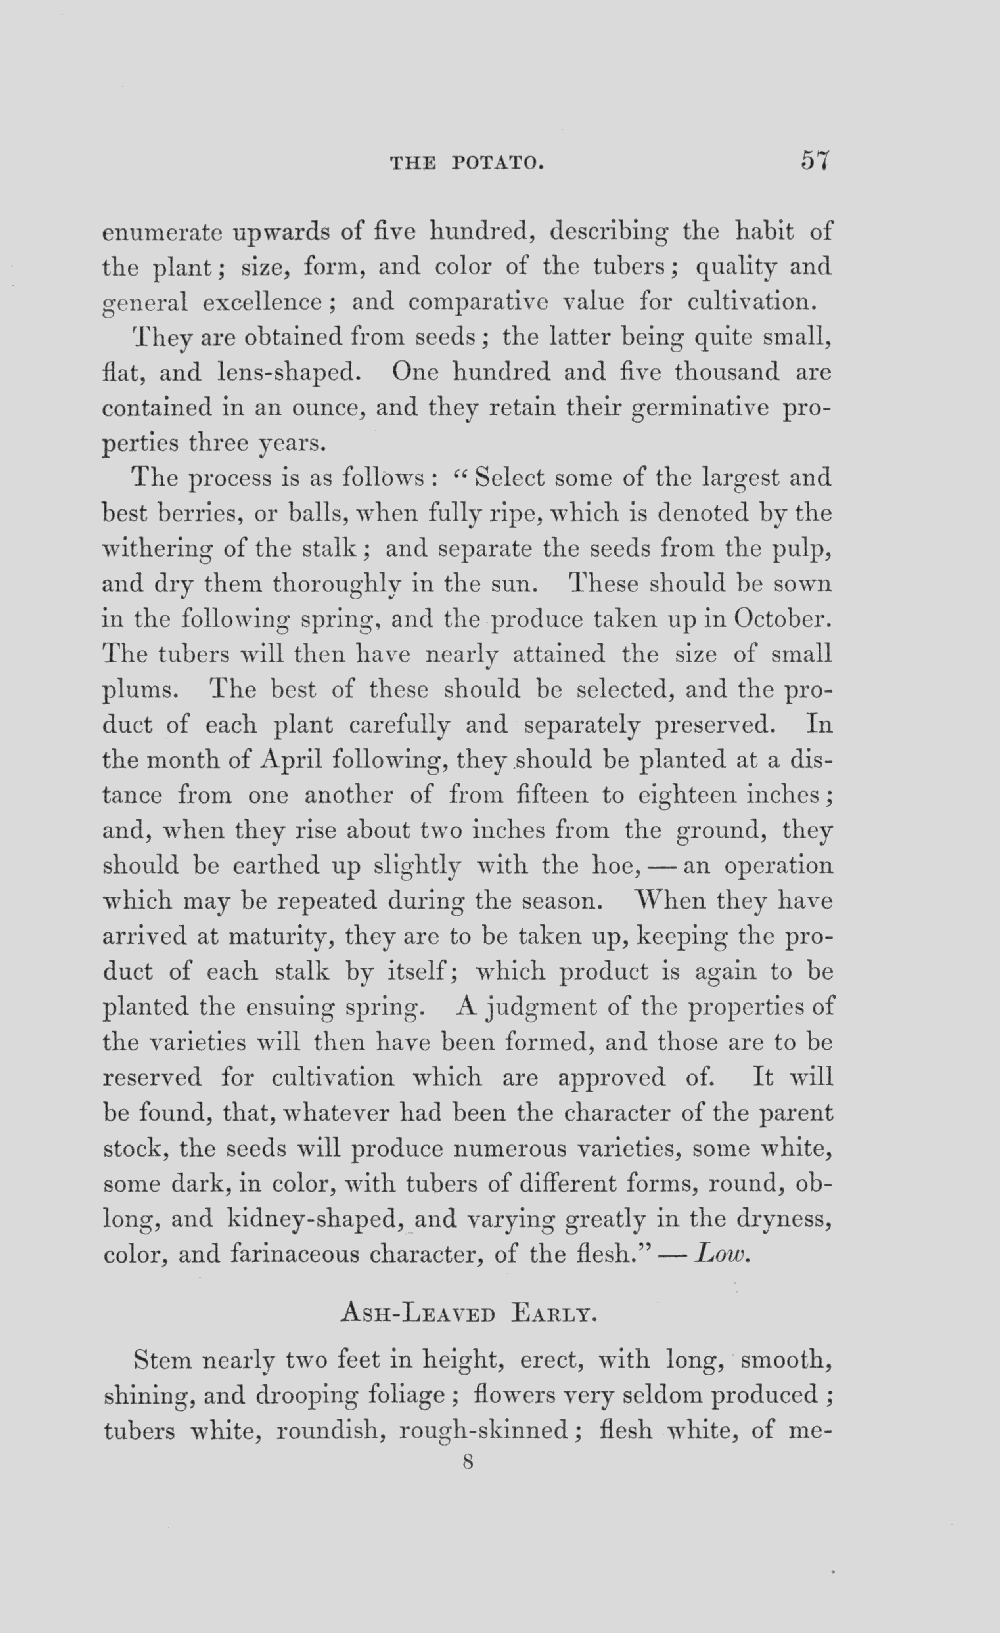 THE POTATO. 57
enumerate upwards of five hundred, describing the habit of
the plant; size, form, and color of the tubers; quality and
general excellence; and comparative value for cultivation.
They are obtained from seeds; the latter being quite small,
flat, and lens-shaped. One hundred and five thousand are
contained in an ounce, and they retain their germinative pro-
perties three years.
The process is as follows: “Select some of the largest and
best berries, or balls, when fully ripe, which is denoted by the
withering of the stalk; and separate the seeds from the pulp,
and dry them thoroughly in the sun. These should be sown
in the following spring, and the produce taken up in October.
The tubers will then have nearly attained the size of small
plums. The best of these should be selected, and the pro-
duct of each plant carefully and separately preserved. In
the month of April following, they should be planted at a dis-
tance from one another of from fifteen to eighteen inches;
and, when they rise about two inches from the ground, they
should be earthed up slightly with the hoe, — an operation
which may be repeated during the season. When they have
arrived at maturity, they are to be taken up, keeping the pro-
duct of each stalk by itself; which product is again to be
planted the ensuing spring. A judgment of the properties of
the varieties will then have been formed, and those are to be
reserved for cultivation which are approved of. It will
be found, that, whatever had been the character of the parent
stock, the seeds will produce numerous varieties, some white,
some dark, in color, with tubers of different forms, round, ob-
long, and kidney-shaped, and varying greatly in the dryness,
color, and farinaceous character, of the flesh.” — Low.
ASH-LEAVED EARLY.
Stem nearly two feet in height, erect, with long, smooth,
shining, and drooping foliage; flowers very seldom produced;
tubers white, roundish, rough-skinned; flesh white, of me-
8